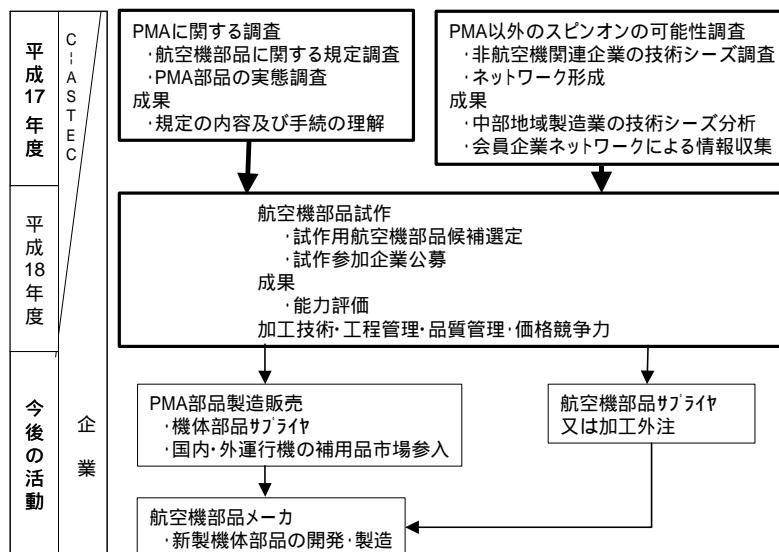 平成17年度
平成18年度
今後の活動
C-ASTEC
企業
PMAに関する調査
・航空機部品に関する規定調査
・PMA部品の実態調査
成果
・規定の内容及び手続の理解
PMA以外のスピンオンの可能性調査
・非航空機関連企業の技術シーズ調査
・ネットワーク形成
成果
・中部地域製造業の技術シーズ分析
・会員企業ネットワークによる情報収集
航空機部品試作
・試作用航空機部品候補選定
・試作参加企業公募
成果
・能力評価
加工技術・工程管理・品質管理・価格競争力
PMA部品製造販売
・機体部品ｻﾌﾟﾗｲﾔ
・国内・外運行機の補用品市場参入
航空機部品ｻﾌﾟﾗｲﾔ
又は加工外注
航空機部品メーカ
・新製機体部品の開発・製造